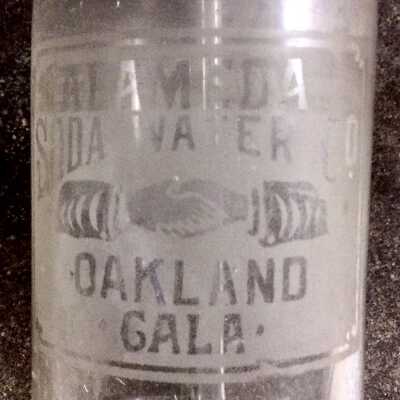 ALAMEDA
SODA WATER CO
OAKLAND
·GALA·